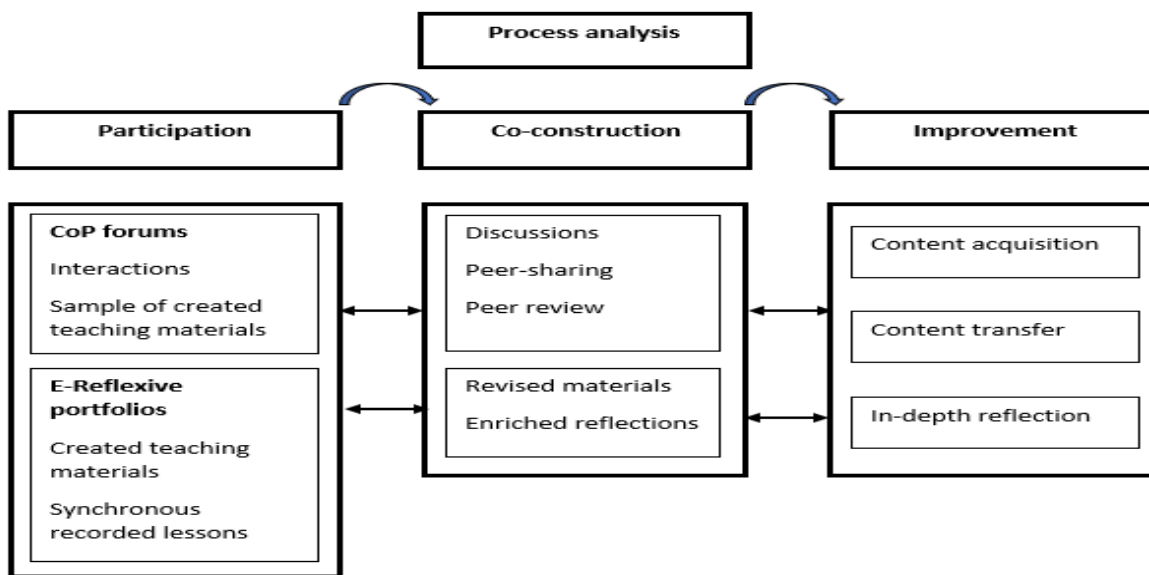 Process analysis
Participation
Co-construction
Improvement
CoP forums
Interactions
Sample of created
teaching materials
E-Reflexive
portfolios
Created teaching
materials
Synchronous
recorded lessons
Discussions
Peer-sharing
Peer review
Revised materials
Enriched reflections
Content acquisition
Content transfer
In-depth reflection